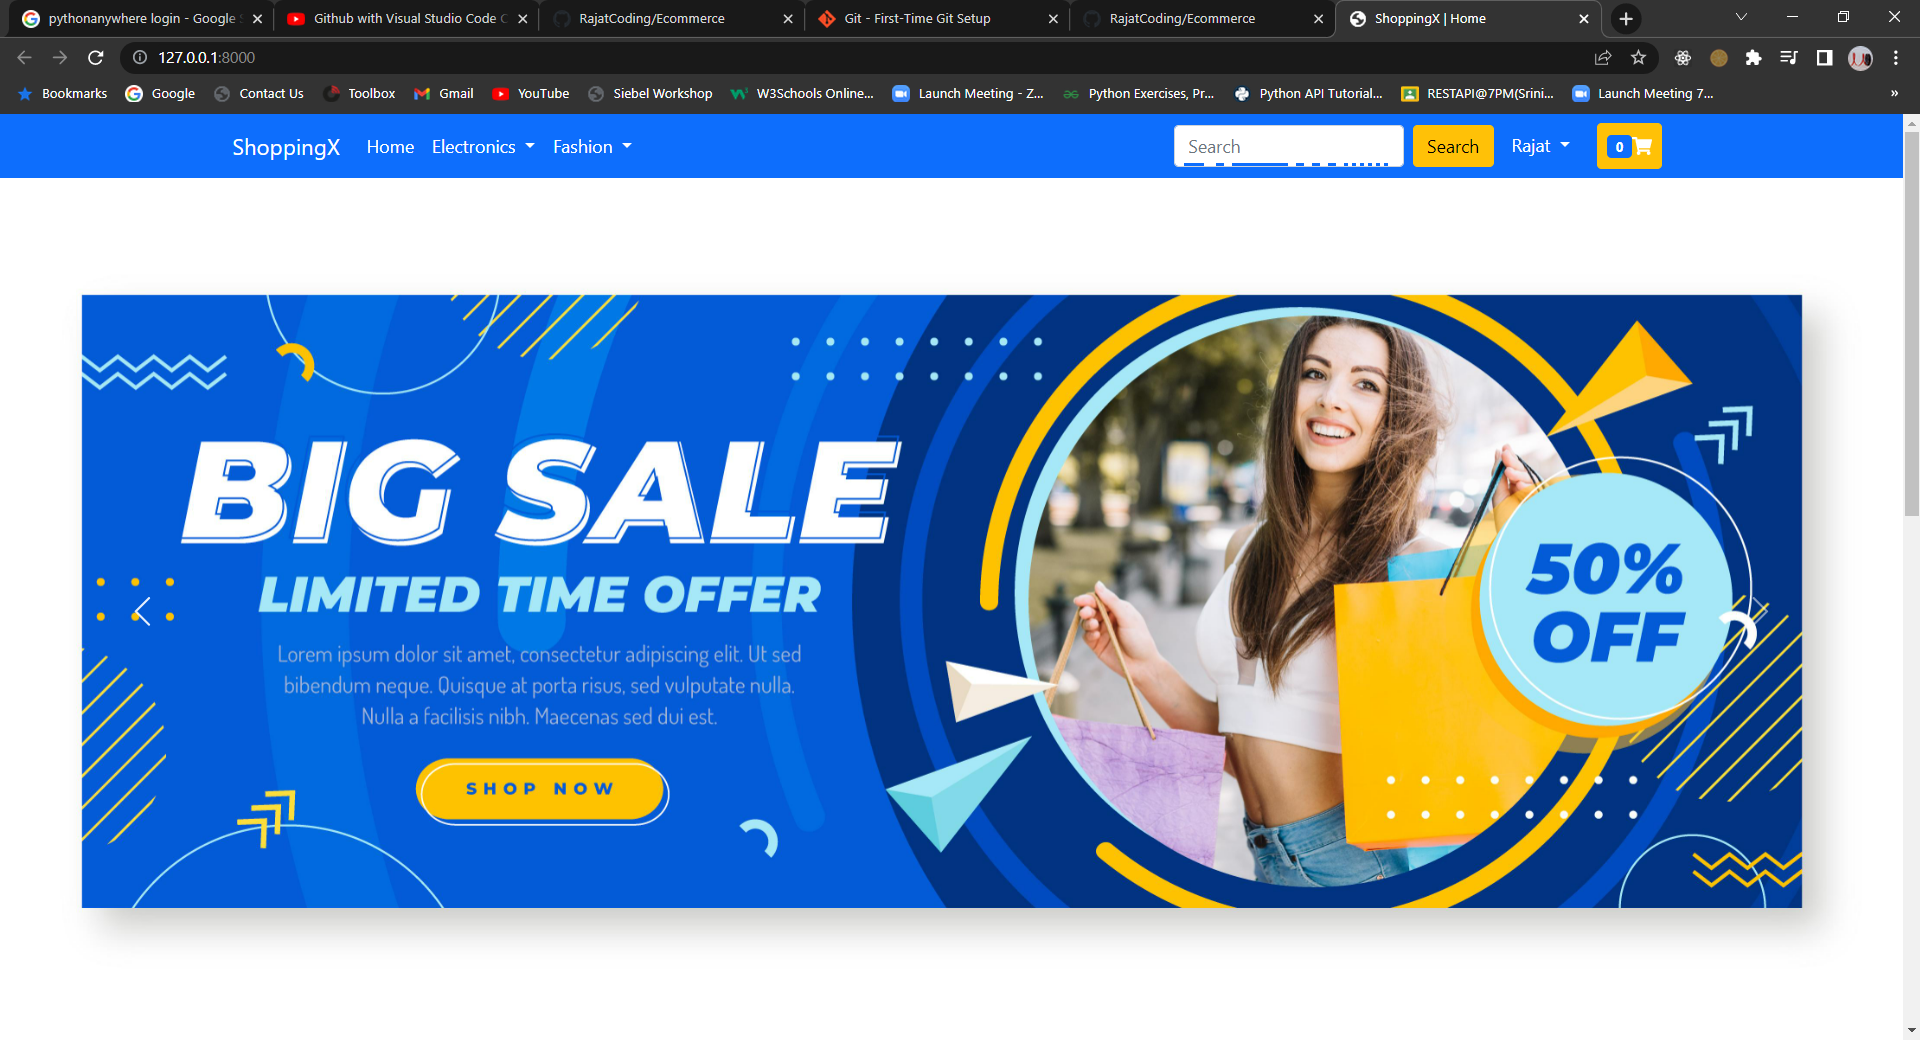 pythonanywhere login - Google
Github with Visual Studio Code
RajatCoding/Ecommerce
Git - First-Time Git Setup
RajatCoding/Ecommerce
ShoppingX | Home
127.0.0.1:8000
Bookmarks
Google
Contact Us
Toolbox
Gmail
YouTube
Siebel Workshop
W3Schools Online...
Launch Meeting - Z...
Python Exercises, Pr...
Python API Tutorial...
RESTAPI@7PM(Srini...
Launch Meeting 7...
»
ShoppingX
Home
Electronics
Fashion
Search
Search
Rajat
0
BIG SALE
LIMITED TIME OFFER
Lorem ipsum dolor sit amet, consectetur adipiscing elit. Ut sed
bibendum neque. Quisque at porta risus, sed vulputate nulla.
Nulla a facilisis nibh. Maecenas sed dui est.
SHOP NOW
50%
OFF